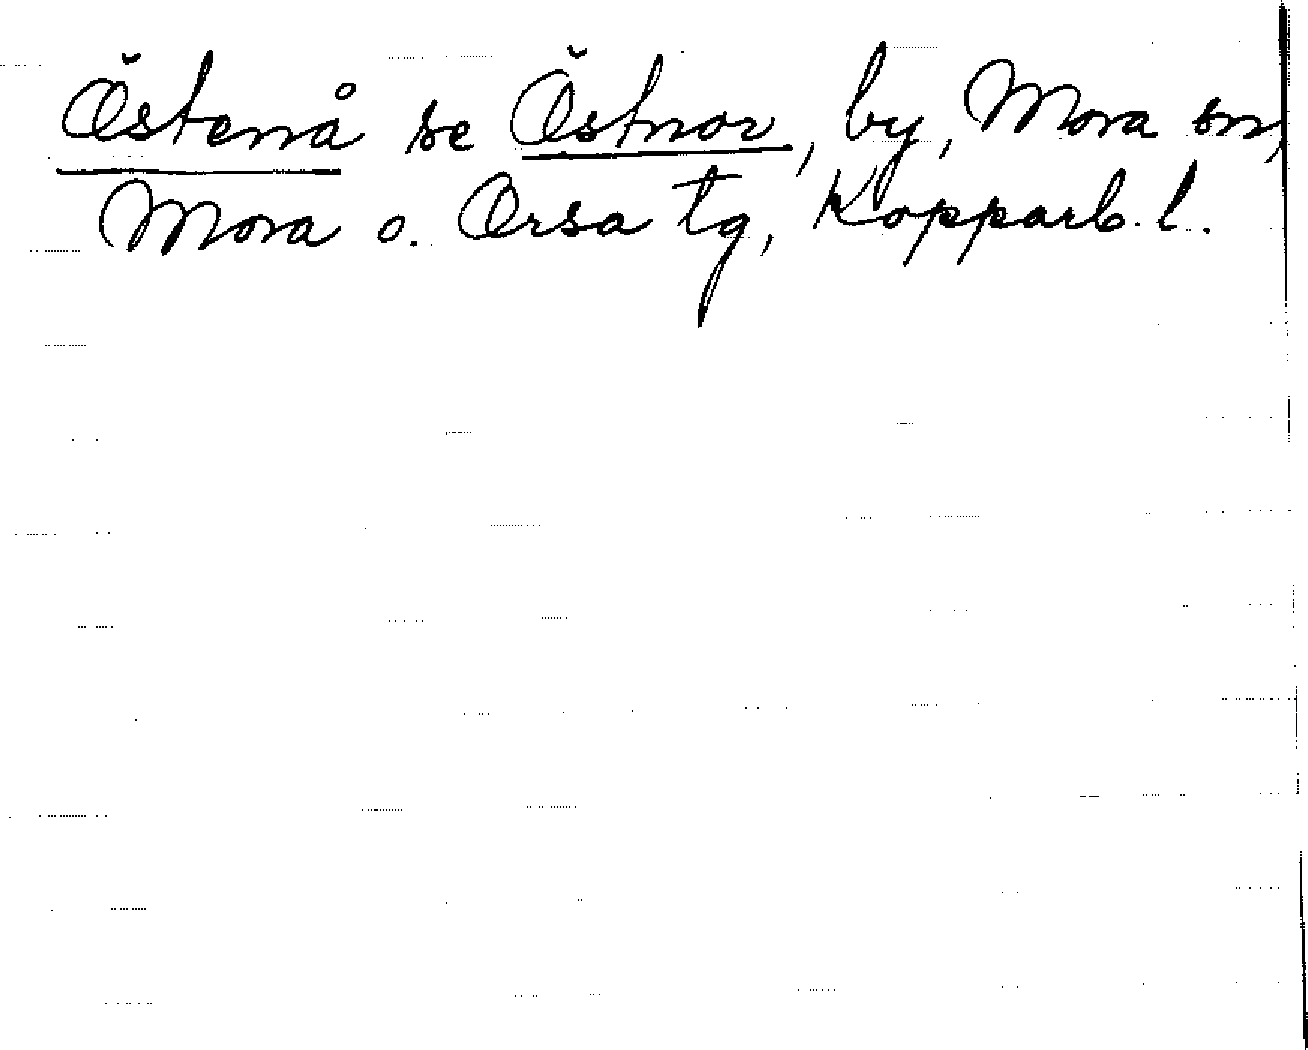 Östenå se Östnor, by, Mora sn,
Mora o. Orsa tg, Kopparb. l.